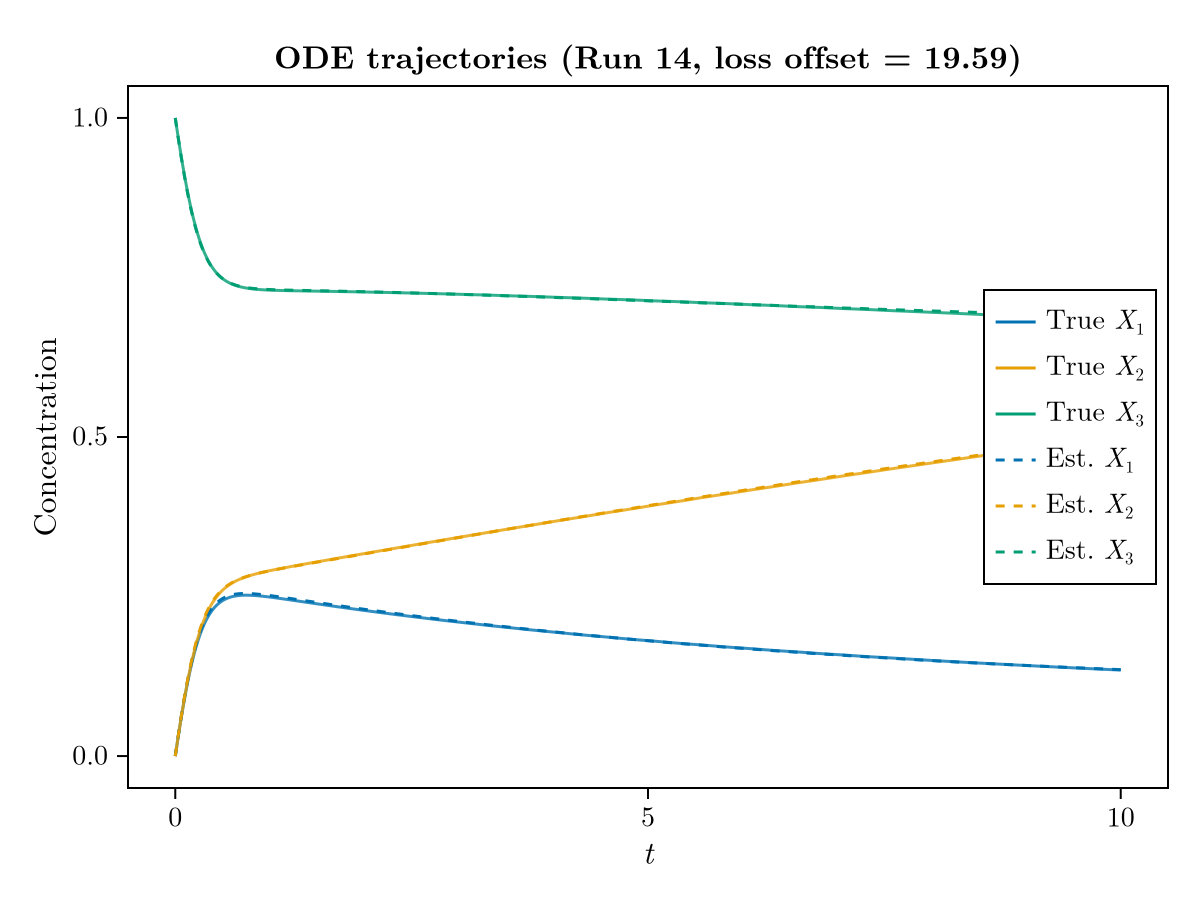 ODE trajectories (Run 14, loss offset = 19.59)
1.0
0.5
0.0
Concentration
0
5
10
t
True X₁
True X₂
True X₃
Est. X₁
Est. X₂
Est. X₃